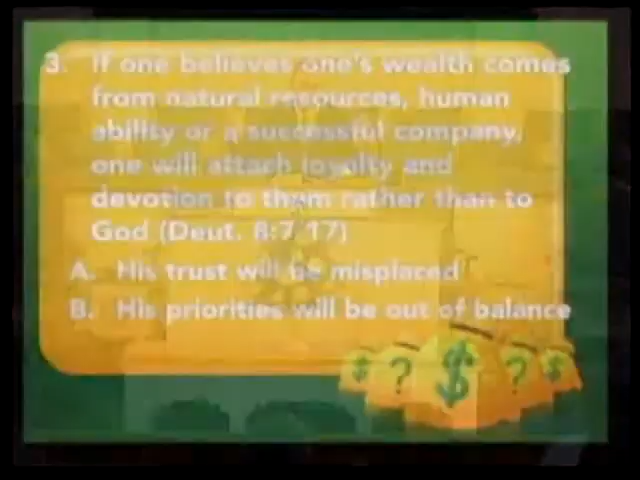 3. If one believes one's wealth comes
from natural resources, human
ability or a successful company,
one will attach loyalty and
devotion to them rather than to
God (Deut. 8:7,17)
A. His trust will be misplaced
B. His priorities will be out of balance
$ ? $ ? $